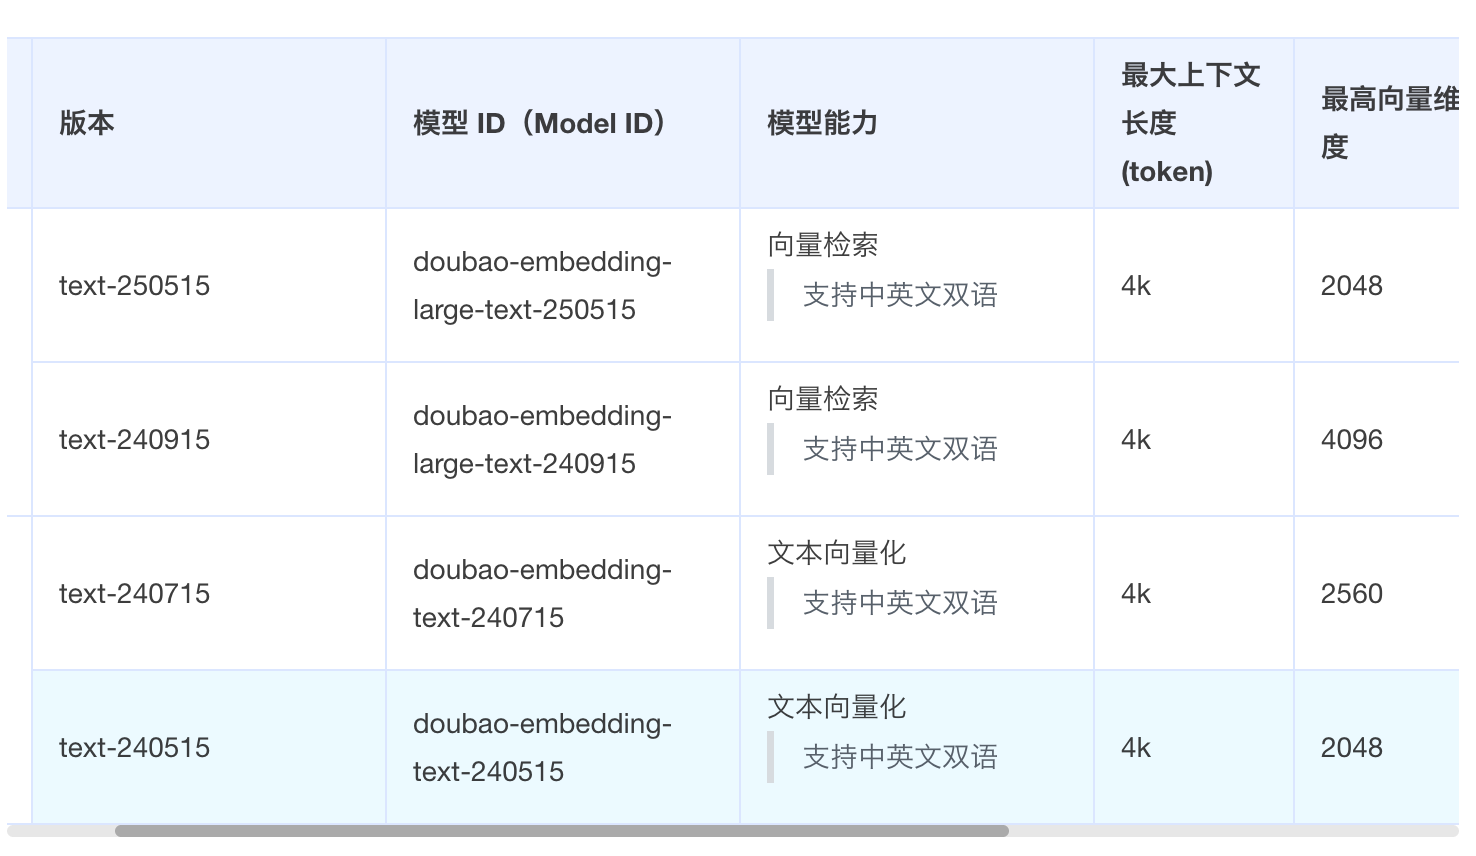 版本
模型 ID（Model ID）
模型能力
最大上下文
长度
(token)
最高向量维
度
text-250515
doubao-embedding-
large-text-250515
向量检索
支持中英文双语
4k
2048
text-240915
doubao-embedding-
large-text-240915
向量检索
支持中英文双语
4k
4096
text-240715
doubao-embedding-
text-240715
文本向量化
支持中英文双语
4k
2560
text-240515
doubao-embedding-
text-240515
文本向量化
支持中英文双语
4k
2048